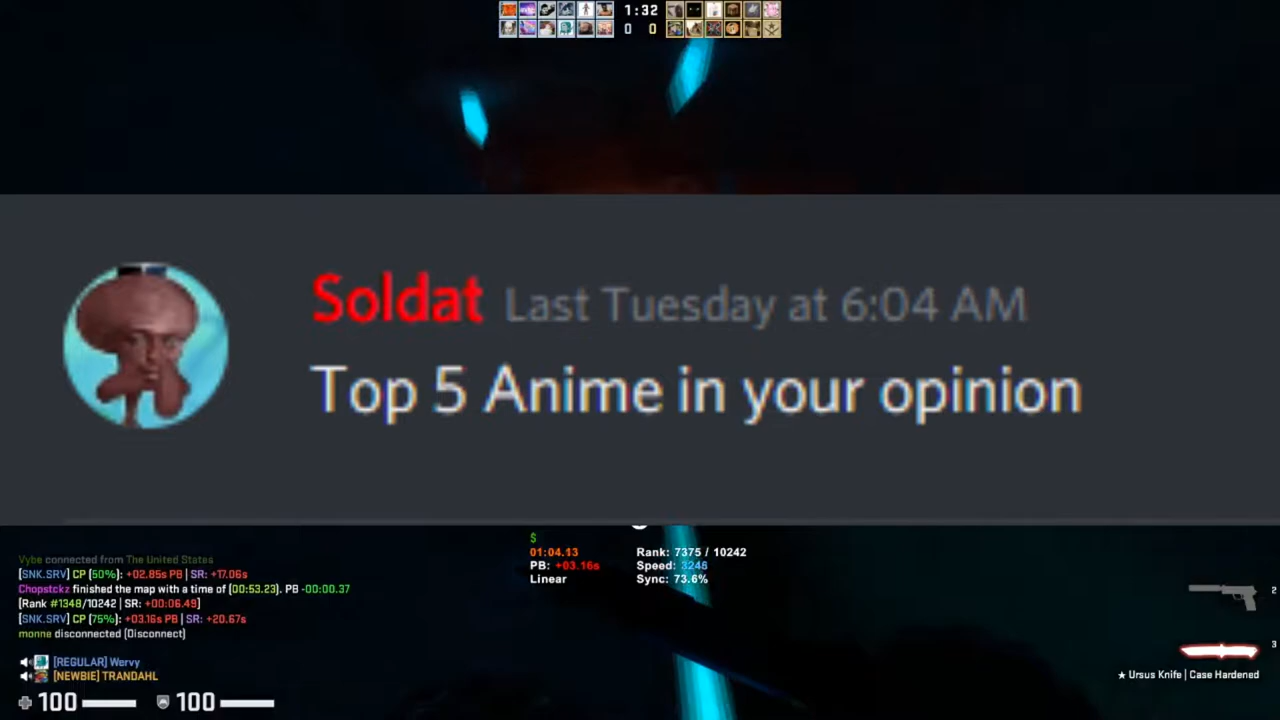 1:32
0 0
Soldat Last Tuesday at 6:04 AM
Top 5 Anime in your opinion
$
01:04.13 Rank: 7375 / 10242
PB: +03.16s Speed: 3246
Linear Sync: 73.6%
Vybe connected from The United States
[SNK.SRV] CP [50%]: +02.85s PB | SR: +17.06s
Chopstckz finished the map with a time of [00:53.23]. PB -00:00.37
[Rank #1348/10242 | SR: +00:06.49]
[SNK.SRV] CP [75%]: +03.16s PB | SR: +20.67s
monne disconnected [Disconnect]
[REGULAR] Wervy
[NEWBIE] TRANDAHL
100 100
2
3
★ Ursus Knife | Case Hardened